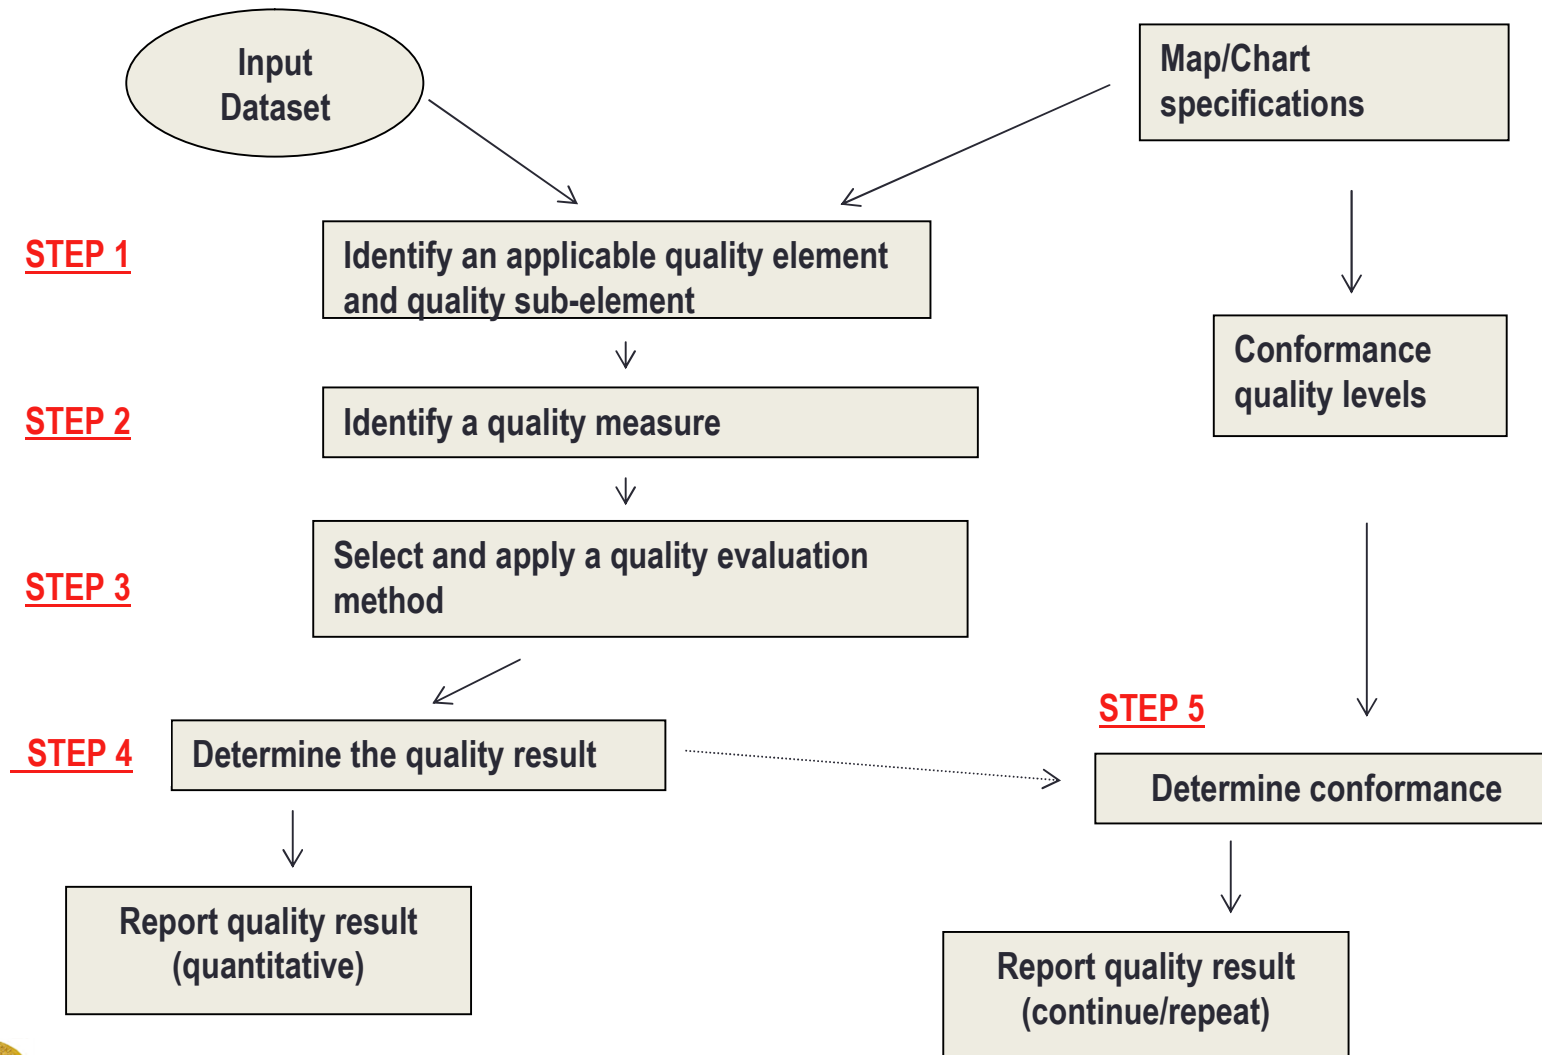 Input
Dataset
Map/Chart
specifications
STEP 1
Identify an applicable quality element
and quality sub-element
Conformance
quality levels
STEP 2
Identify a quality measure
STEP 3
Select and apply a quality evaluation
method
STEP 4
Determine the quality result
STEP 5
Determine conformance
Report quality result
(quantitative)
Report quality result
(continue/repeat)